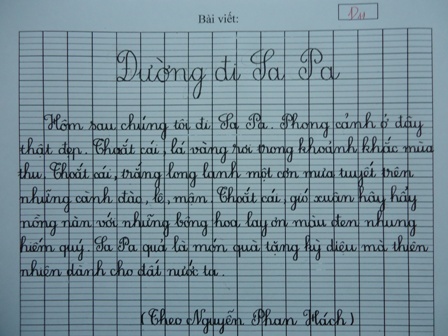 Bài viết:
Đường đi Sa Pa
Hôm sau chúng tôi đi Sa Pa. Phong cảnh ở đây
thật đẹp. Thoắt cái, lá vàng rơi trong khoảnh khắc mùa
thu. Thoắt cái, trắng long lanh một cơn mưa tuyết trên
những cành đào, lê, mận. Thoắt cái, gió xuân hây hẩy
nồng nàn với những bông hoa lay ơn màu đen nhung
hiếm quý. Sa Pa quả là món quà tặng kỳ diệu mà thiên
nhiên dành cho đất nước ta.
(Theo Nguyễn Phan Hách)